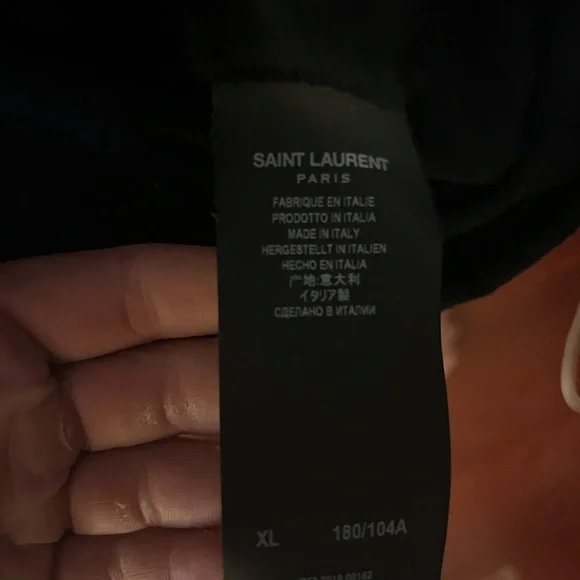 SAINT LAURENT
PARIS
FABRIQUE EN ITALIE
PRODOTTO IN ITALIA
MADE IN ITALY
HERGESTELLT IN ITALIEN
HECHO EN ITALIA
产地:意大利
イタリア製
СДЕЛАНО В ИТАЛИИ
XL 180/104A